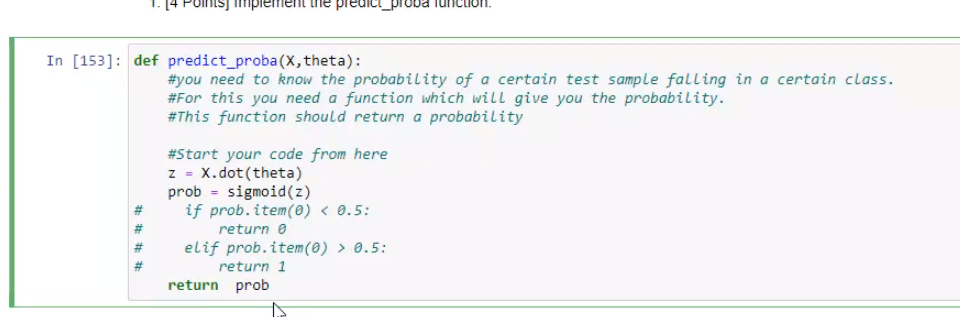 1. [4 Points] Implement the predict_proba function.
In [153]: def predict_proba(X,theta):
#you need to know the probability of a certain test sample falling in a certain class.
#For this you need a function which will give you the probability.
#This function should return a probability
#Start your code from here
z = X.dot(theta)
prob = sigmoid(z)
# if prob.item(0) < 0.5:
# return 0
# elif prob.item(0) > 0.5:
# return 1
return prob